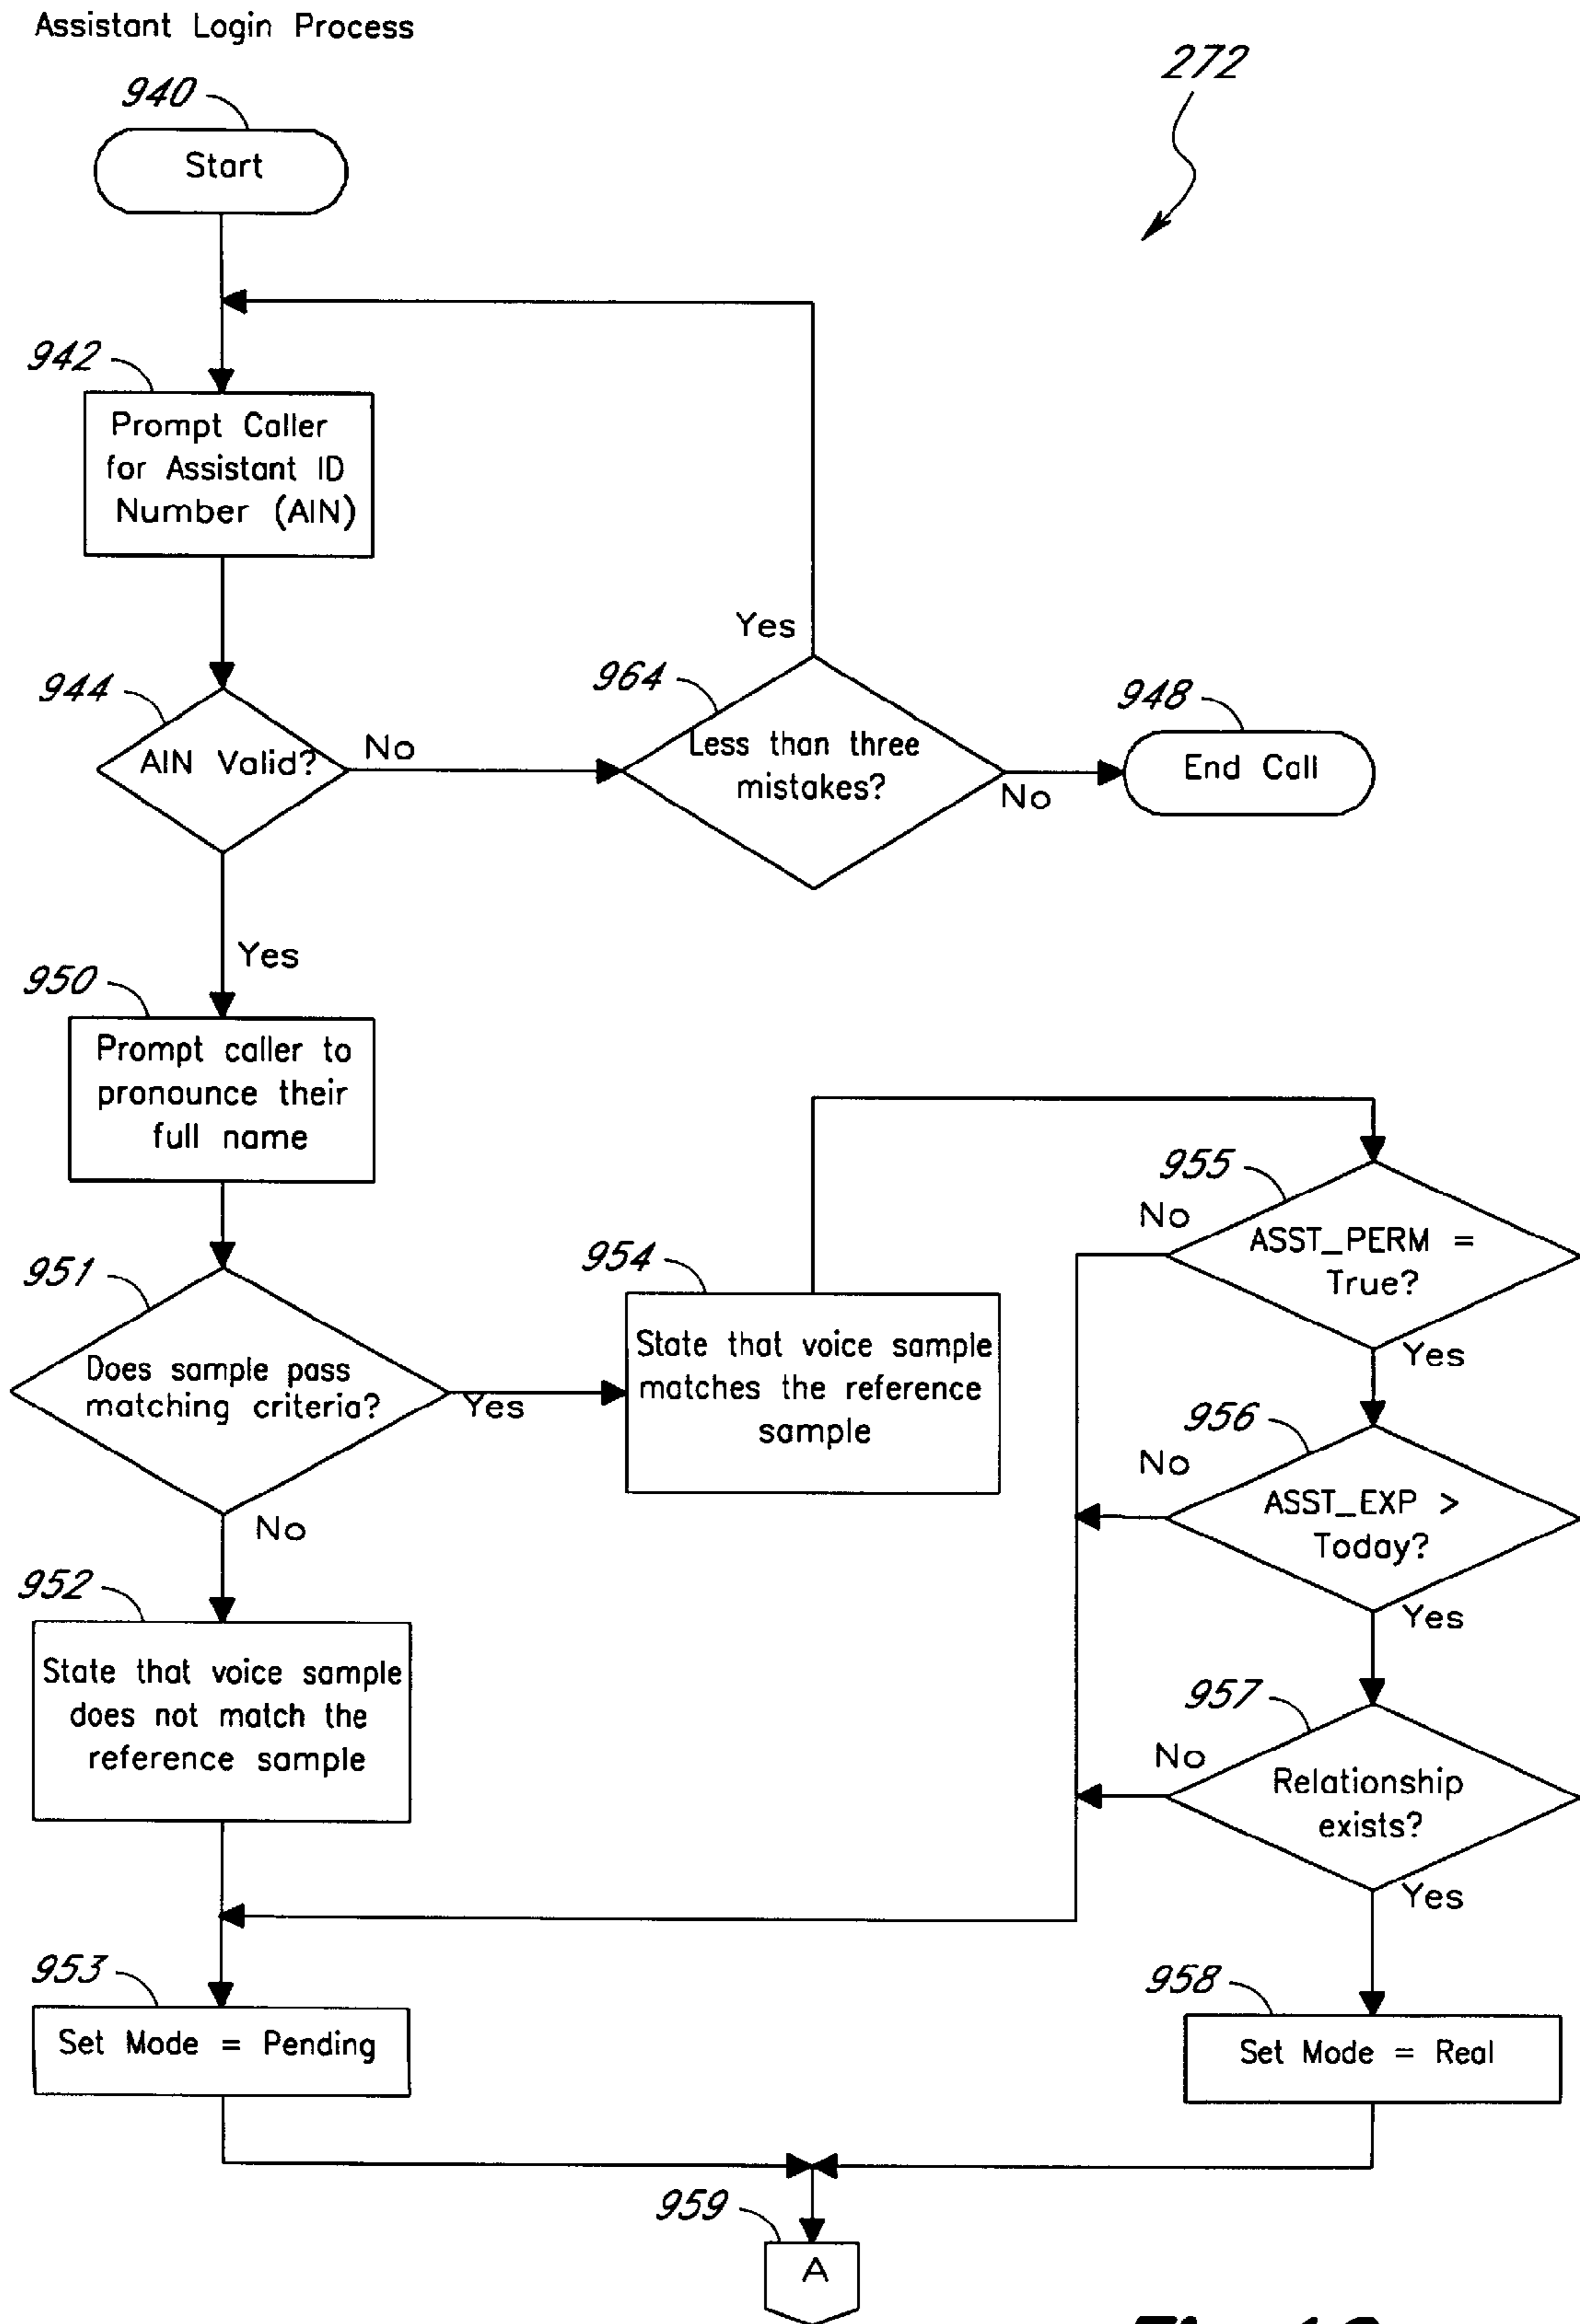 Assistant Login Process
272
940
Start
942
Prompt Caller
for Assistant ID
Number (AIN)
Yes
944
AIN Valid?
No
964
Less than three
mistakes?
No
948
End Call
Yes
950
Prompt caller to
pronounce their
full name
951
Does sample pass
matching criteria?
Yes
No
954
State that voice sample
matches the reference
sample
955
No
ASST_PERM =
True?
Yes
956
No
ASST_EXP >
Today?
Yes
957
No
Relationship
exists?
Yes
952
State that voice sample
does not match the
reference sample
953
Set Mode = Pending
958
Set Mode = Real
959
A